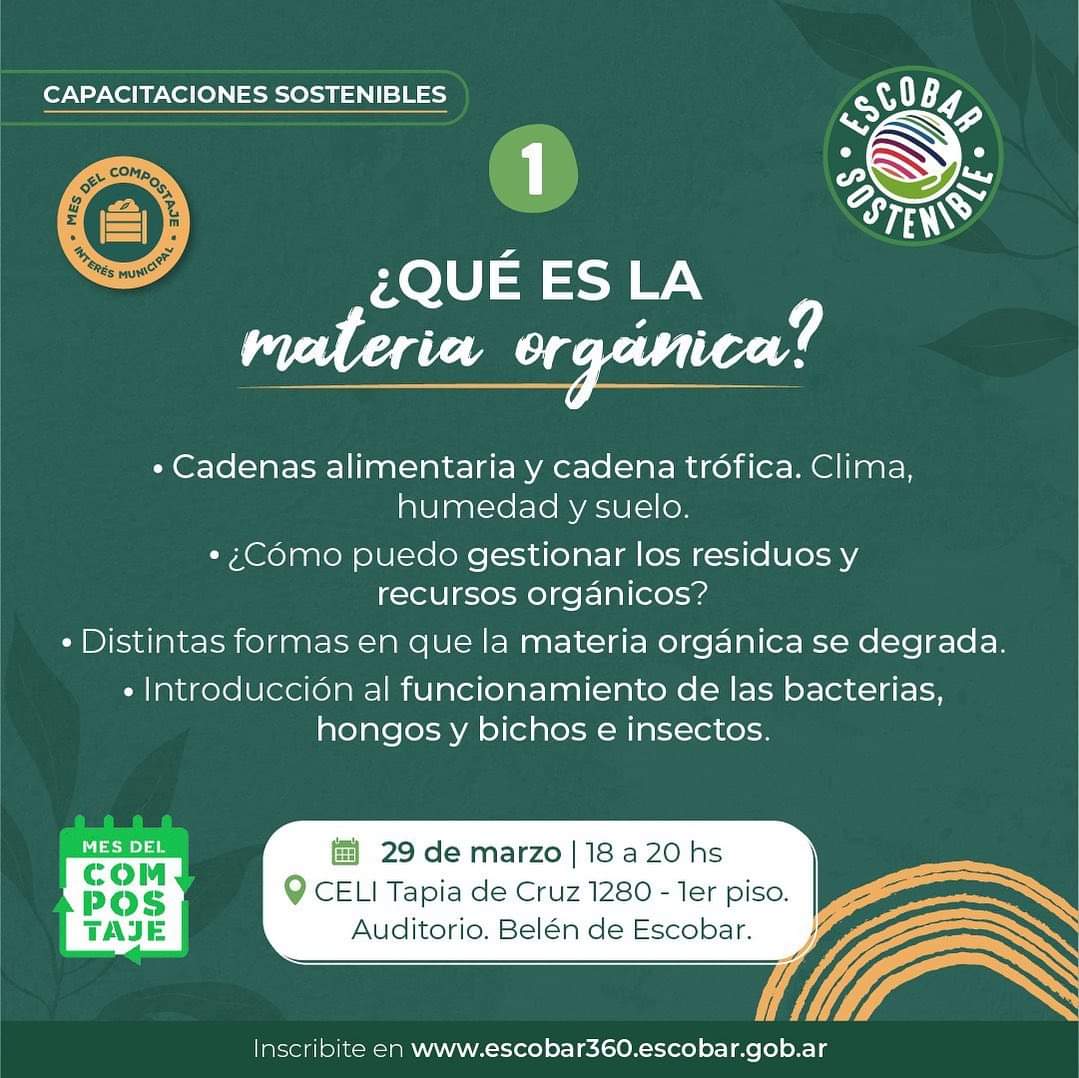 CAPACITACIONES SOSTENIBLES
ESCOBAR
SOSTENIBLE
MES DEL COMPOSTAJE
INTERÉS MUNICIPAL
1
¿QUÉ ES LA
materia orgánica?
• Cadenas alimentaria y cadena trófica. Clima,
humedad y suelo.
• ¿Cómo puedo gestionar los residuos y
recursos orgánicos?
• Distintas formas en que la materia orgánica se degrada.
• Introducción al funcionamiento de las bacterias,
hongos y bichos e insectos.
MES DEL
COM
POS
TAJE
29 de marzo | 18 a 20 hs
CELI Tapia de Cruz 1280 - 1er piso.
Auditorio. Belén de Escobar.
Inscribite en www.escobar360.escobar.gob.ar